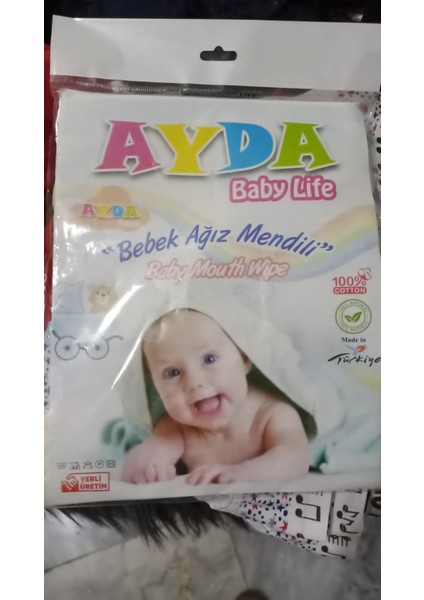 AYDA
Baby Life
AYDA
"Bebek Ağız Mendili"
Baby Mouth Wipe
100%
COTTON
Made in
Türkiye
YERLİ
ÜRETİM